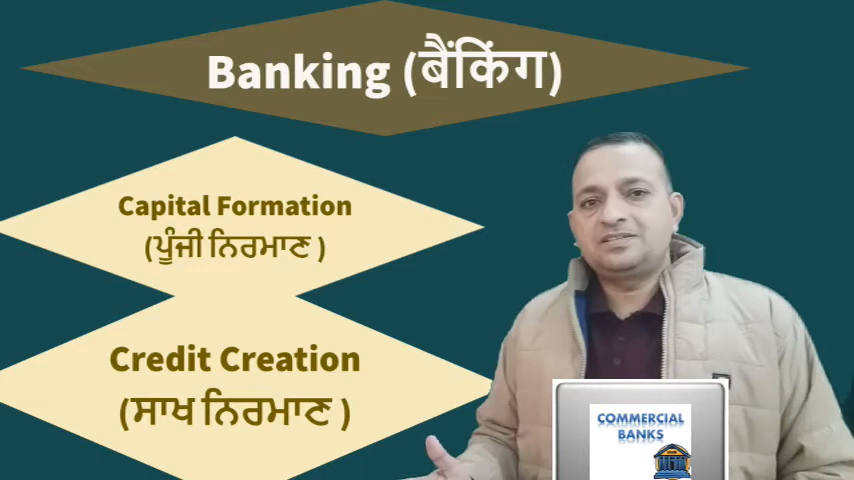 Banking (ਬੈਂਕਿੰਗ)
Capital Formation
(ਪੂੰਜੀ ਨਿਰਮਾਣ )
Credit Creation
(ਸਾਖ ਨਿਰਮਾਣ )
COMMERCIAL
BANKS